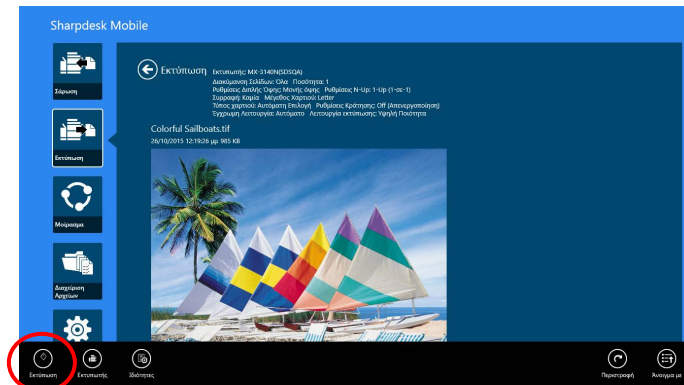 Sharpdesk Mobile
Σάρωση
Εκτύπωση
Μοίρασμα
Διαχείριση
Αρχείων
Εκτύπωση
Εκτυπωτής: MX-3140N(SDSQA)
Διακύμανση Σελίδων: Όλα Ποσότητα: 1
Ρυθμίσεις Διπλής Όψης: Μονής όψης Ρυθμίσεις N-Up: 1-Up (1-σε-1)
Συρραφή: Καμία Μέγεθος Χαρτιού: Letter
Τύπος χαρτιού: Αυτόματη Επιλογή Ρυθμίσεις Κράτησης: Off (Απενεργοποίηση)
Έγχρωμη Λειτουργία: Αυτόματο Λειτουργία εκτύπωσης: Υψηλή Ποιότητα
Colorful Sailboats.tif
26/10/2015 12:19:26 μμ 985 KB
Εκτύπωση
Εκτυπωτής
Ιδιότητες
Περιστροφή
Άνοιγμα με